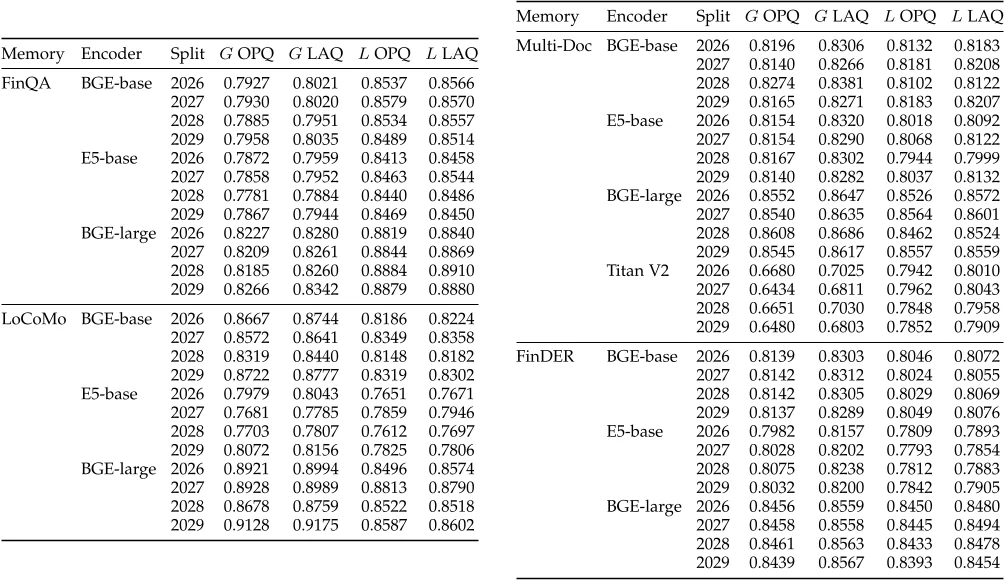 Memory Encoder Split G OPQ G LAQ L OPQ L LAQ
FinQA BGE-base 2026 0.7927 0.8021 0.8537 0.8566
2027 0.7930 0.8020 0.8579 0.8570
2028 0.7885 0.7951 0.8534 0.8557
2029 0.7958 0.8035 0.8489 0.8514
E5-base 2026 0.7872 0.7959 0.8413 0.8458
2027 0.7858 0.7952 0.8463 0.8544
2028 0.7781 0.7884 0.8440 0.8486
2029 0.7867 0.7944 0.8469 0.8450
BGE-large 2026 0.8227 0.8280 0.8819 0.8840
2027 0.8209 0.8261 0.8844 0.8869
2028 0.8185 0.8260 0.8884 0.8910
2029 0.8266 0.8342 0.8879 0.8880
LoCoMo BGE-base 2026 0.8667 0.8744 0.8186 0.8224
2027 0.8572 0.8641 0.8349 0.8358
2028 0.8319 0.8440 0.8148 0.8182
2029 0.8722 0.8777 0.8319 0.8302
E5-base 2026 0.7979 0.8043 0.7651 0.7671
2027 0.7681 0.7785 0.7859 0.7946
2028 0.7703 0.7807 0.7612 0.7697
2029 0.8072 0.8156 0.7825 0.7806
BGE-large 2026 0.8921 0.8994 0.8496 0.8574
2027 0.8928 0.8989 0.8813 0.8790
2028 0.8678 0.8759 0.8522 0.8518
2029 0.9128 0.9175 0.8587 0.8602
Memory Encoder Split G OPQ G LAQ L OPQ L LAQ
Multi-Doc BGE-base 2026 0.8196 0.8306 0.8132 0.8183
2027 0.8140 0.8266 0.8181 0.8208
2028 0.8274 0.8381 0.8102 0.8122
2029 0.8165 0.8271 0.8183 0.8207
E5-base 2026 0.8154 0.8320 0.8018 0.8092
2027 0.8154 0.8290 0.8068 0.8122
2028 0.8167 0.8302 0.7944 0.7999
2029 0.8140 0.8282 0.8037 0.8132
BGE-large 2026 0.8552 0.8647 0.8526 0.8572
2027 0.8540 0.8635 0.8564 0.8601
2028 0.8608 0.8686 0.8462 0.8524
2029 0.8545 0.8617 0.8557 0.8559
Titan V2 2026 0.6680 0.7025 0.7942 0.8010
2027 0.6434 0.6811 0.7962 0.8043
2028 0.6651 0.7030 0.7848 0.7958
2029 0.6480 0.6803 0.7852 0.7909
FinDER BGE-base 2026 0.8139 0.8303 0.8046 0.8072
2027 0.8142 0.8312 0.8024 0.8055
2028 0.8142 0.8305 0.8029 0.8069
2029 0.8137 0.8289 0.8049 0.8076
E5-base 2026 0.7982 0.8157 0.7809 0.7893
2027 0.8028 0.8202 0.7793 0.7854
2028 0.8075 0.8238 0.7812 0.7883
2029 0.8032 0.8200 0.7842 0.7905
BGE-large 2026 0.8456 0.8559 0.8450 0.8480
2027 0.8458 0.8558 0.8445 0.8494
2028 0.8461 0.8563 0.8433 0.8478
2029 0.8439 0.8567 0.8393 0.8454